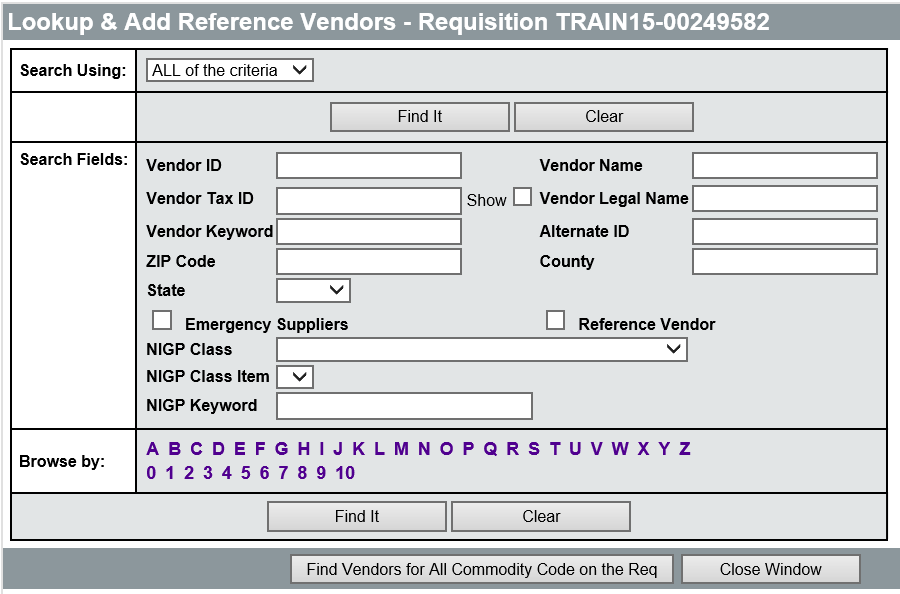 Lookup & Add Reference Vendors - Requisition TRAIN15-00249582
Search Using: ALL of the criteria
Find It Clear
Search Fields:
Vendor ID Vendor Name
Vendor Tax ID Show Vendor Legal Name
Vendor Keyword Alternate ID
ZIP Code County
State
Emergency Suppliers Reference Vendor
NIGP Class
NIGP Class Item
NIGP Keyword
Browse by:
A B C D E F G H I J K L M N O P Q R S T U V W X Y Z
0 1 2 3 4 5 6 7 8 9 10
Find It Clear
Find Vendors for All Commodity Code on the Req Close Window